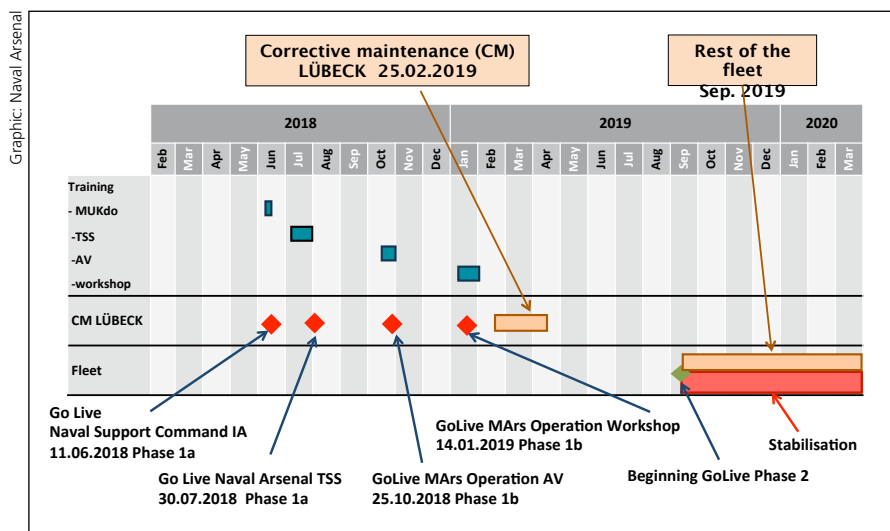 Graphic: Naval Arsenal
Corrective maintenance (CM)
LÜBECK 25.02.2019
Rest of the
fleet
Sep. 2019
2018
2019
2020
Feb Mar Apr May Jun Jul Aug Sep Oct Nov Dec Jan Feb Mar Apr May Jun Jul Aug Sep Oct Nov Dec Jan Feb Mar
Training
- MUKdo
-TSS
-AV
-workshop
CM LÜBECK
Fleet
Go Live
Naval Support Command IA
11.06.2018 Phase 1a
Go Live Naval Arsenal TSS
30.07.2018 Phase 1a
GoLive MArs Operation AV
25.10.2018 Phase 1b
GoLive MArs Operation Workshop
14.01.2019 Phase 1b
Beginning GoLive Phase 2
Stabilisation